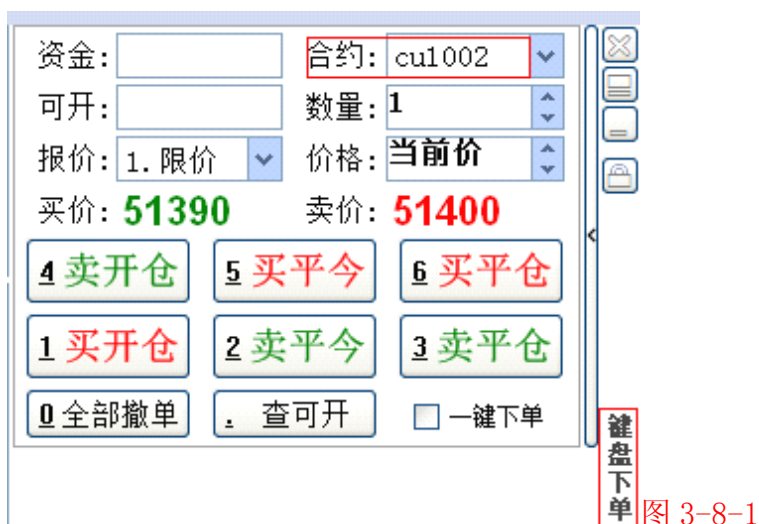 资金: 合约: cu1002
可开: 数量: 1
报价: 1.限价 价格: 当前价
买价: 51390 卖价: 51400
4 卖开仓 5 买平今 6 买平仓
1 买开仓 2 卖平今 3 卖平仓
0 全部撤单 . 查可开 一键下单
键盘下单
图 3-8-1